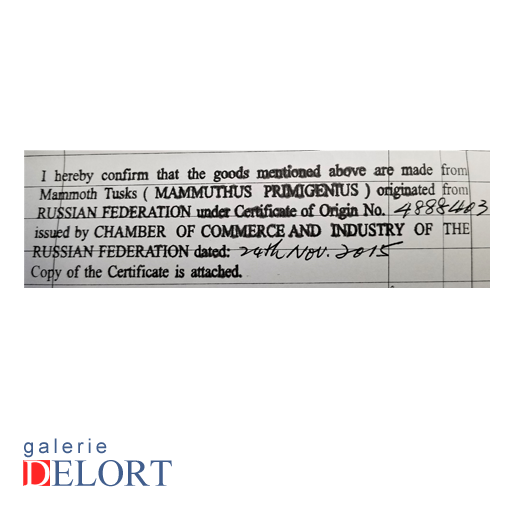 I hereby confirm that the goods mentioned above are made from
Mammoth Tusks ( MAMMUTHUS PRIMIGENIUS ) originated from
RUSSIAN FEDERATION under Certificate of Origin No. 4888403
issued by CHAMBER OF COMMERCE AND INDUSTRY OF THE
RUSSIAN FEDERATION dated: 24th Nov. 2015
Copy of the Certificate is attached.
galerie
DELORT